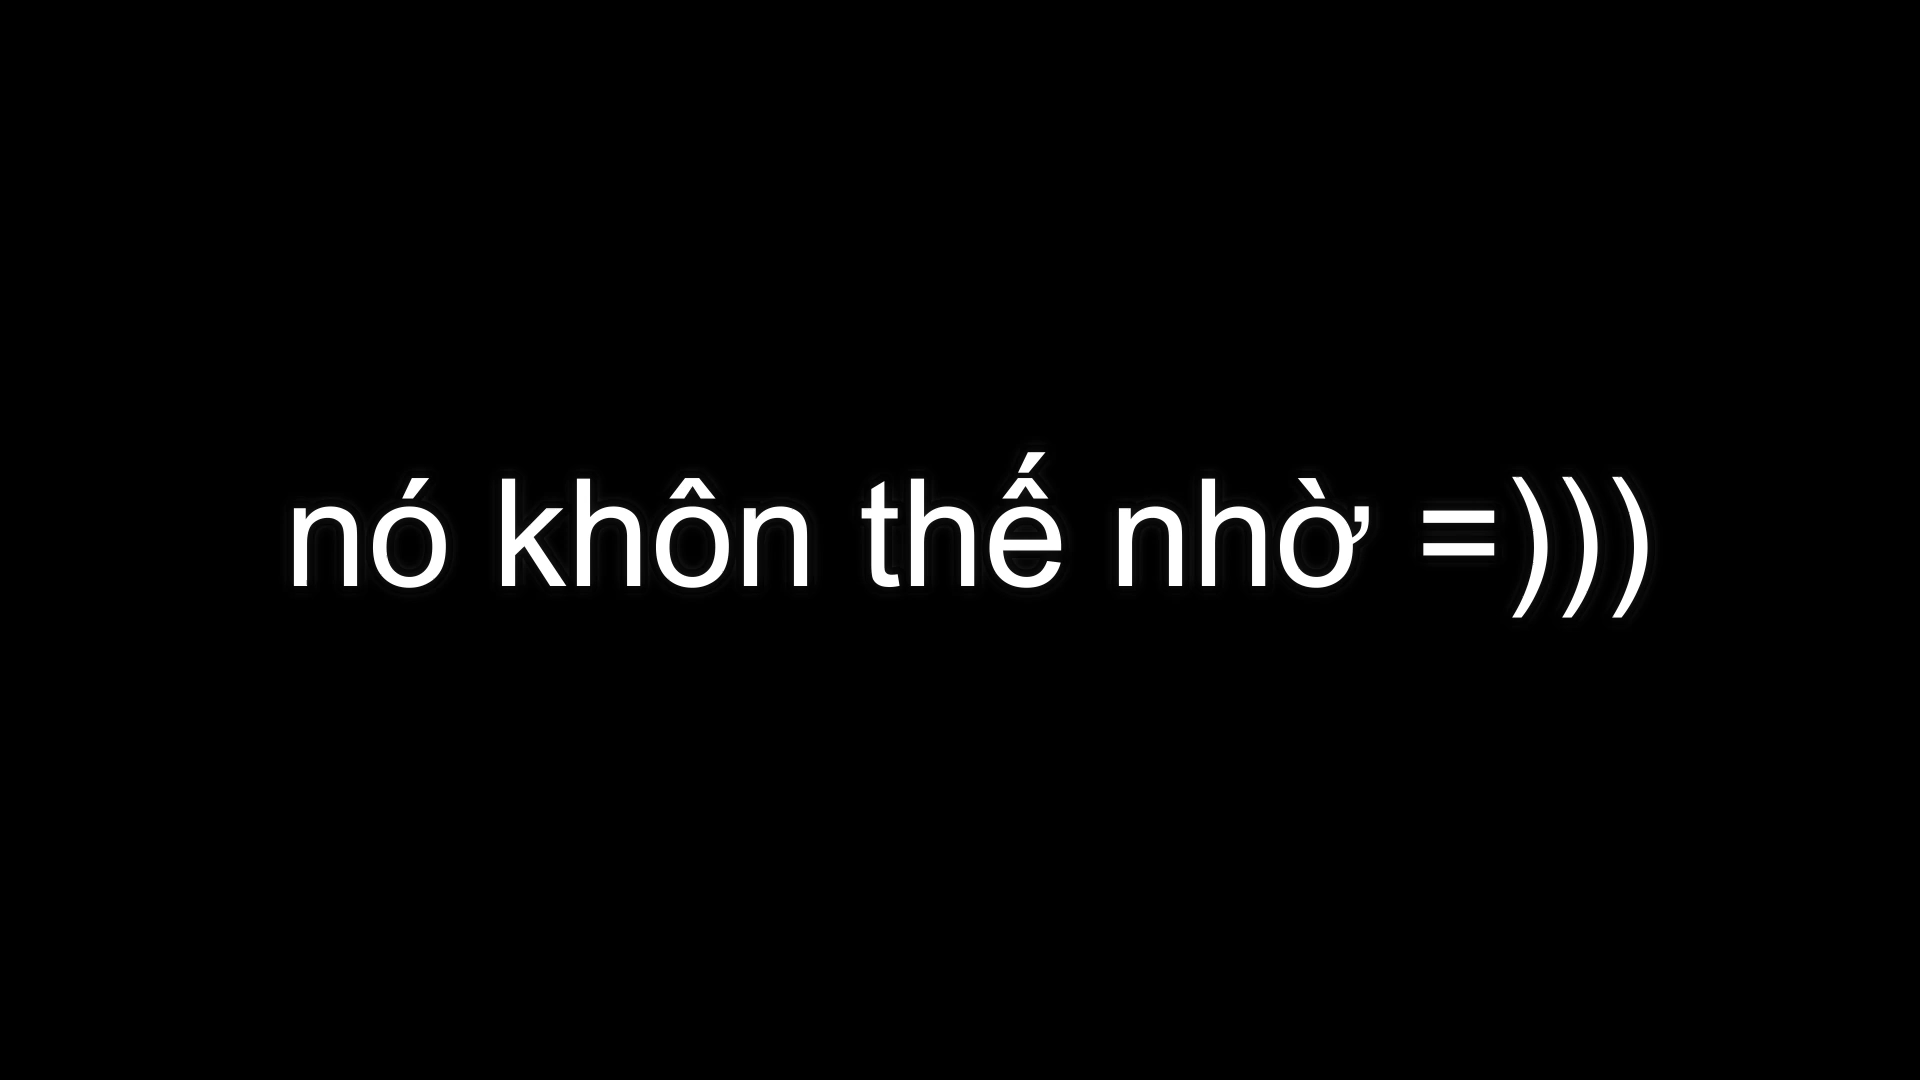 nó khôn thế nhờ =)))